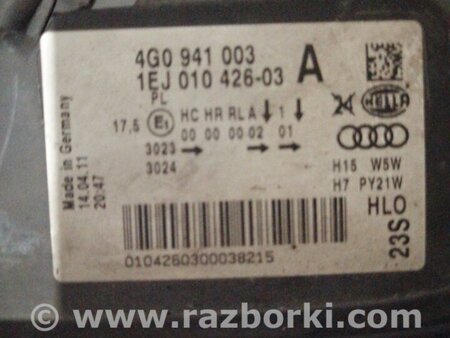 4G0 941 003
1EJ 010 426-03 A
PL
HC HR RL A 1
17,5 E1 00 00 00 02 01
3023
3024
HELLA
H15 W5W
H7 PY21W
HLO
23S
Made in Germany
14.04.11
20:47
0104260300038215
© www.razborki.com